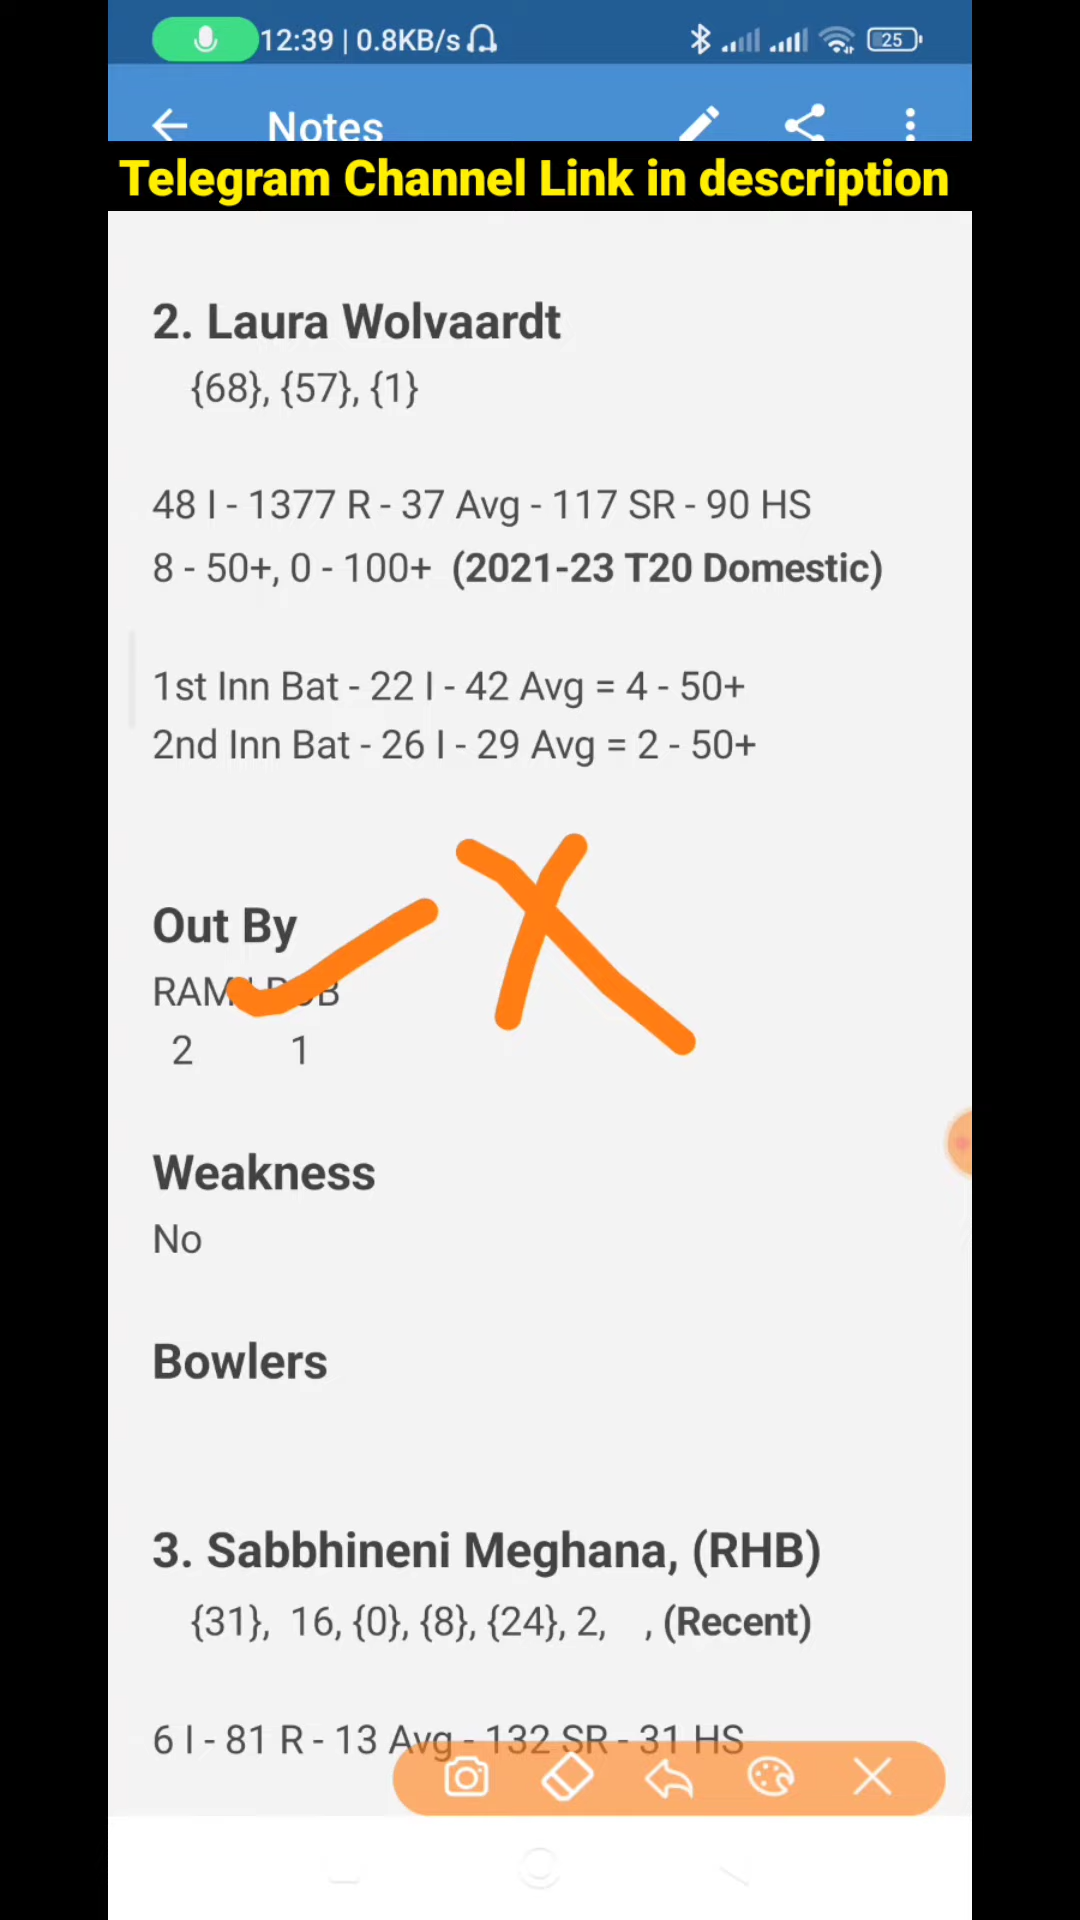 12:39 | 0.8KB/s
25
Notes
Telegram Channel Link in description
2. Laura Wolvaardt
{68}, {57}, {1}
48 I - 1377 R - 37 Avg - 117 SR - 90 HS
8 - 50+, 0 - 100+ (2021-23 T20 Domestic)
1st Inn Bat - 22 I - 42 Avg = 4 - 50+
2nd Inn Bat - 26 I - 29 Avg = 2 - 50+
Out By
2 1
Weakness
No
Bowlers
3. Sabbhineni Meghana, (RHB)
{31}, 16, {0}, {8}, {24}, 2, , (Recent)
6 I - 81 R - 13 Avg - 132 SR - 31 HS